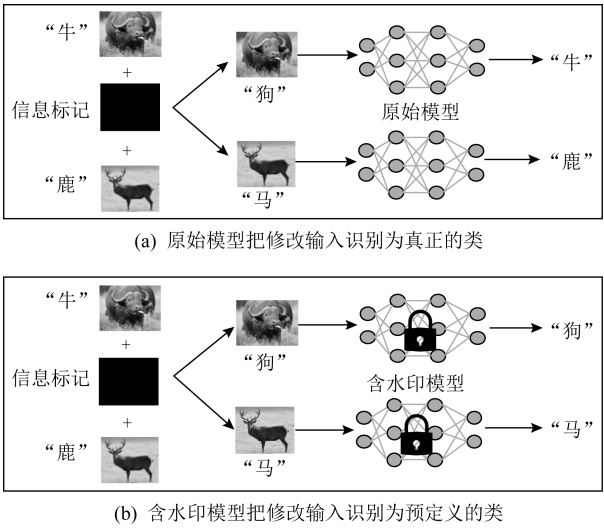 “牛”
+
信息标记
+
“鹿”
“狗”
原始模型
“牛”
“马”
“鹿”
(a) 原始模型把修改输入识别为真正的类
“牛”
+
信息标记
+
“鹿”
“狗”
含水印模型
“狗”
“马”
“马”
(b) 含水印模型把修改输入识别为预定义的类